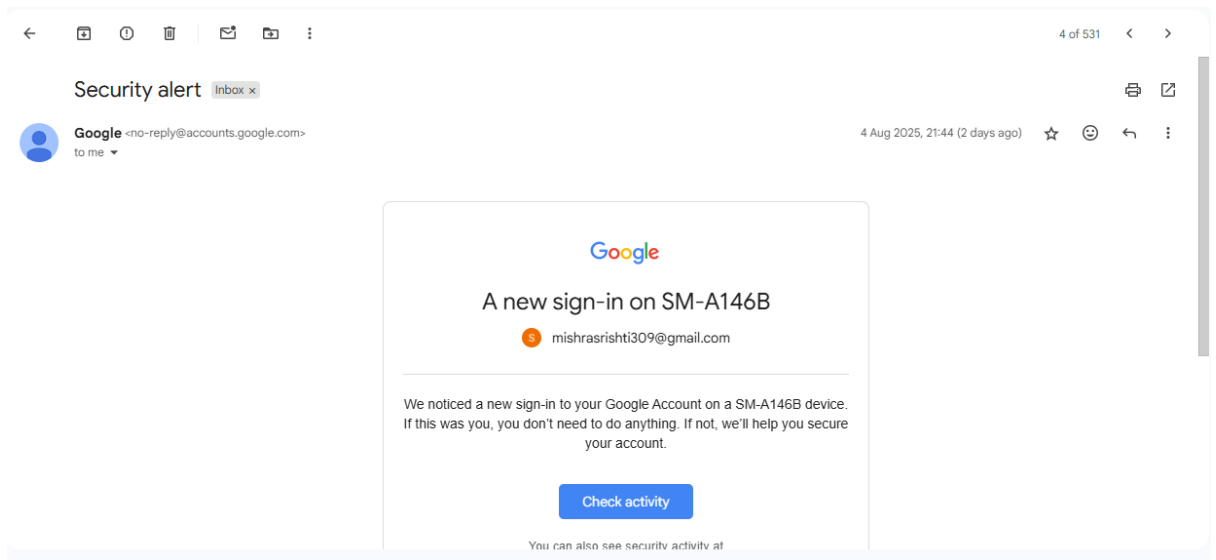 4 of 531
Security alert Inbox ×
Google <no-reply@accounts.google.com> 4 Aug 2025, 21:44 (2 days ago)
to me
Google
A new sign-in on SM-A146B
S mishrasrishti309@gmail.com
We noticed a new sign-in to your Google Account on a SM-A146B device.
If this was you, you don’t need to do anything. If not, we’ll help you secure
your account.
Check activity
You can also see security activity at